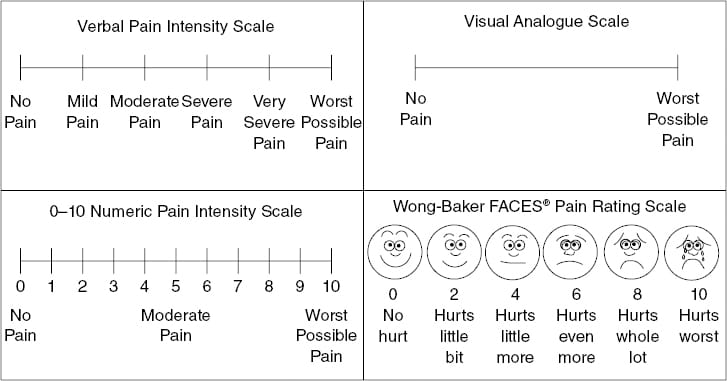 Verbal Pain Intensity Scale
No Mild Moderate Severe Very Worst
Pain Pain Pain Pain Severe Possible
Pain Pain
Visual Analogue Scale
No Worst
Pain Possible
Pain
0–10 Numeric Pain Intensity Scale
0 1 2 3 4 5 6 7 8 9 10
No Moderate Worst
Pain Pain Possible
Pain
Wong-Baker FACES® Pain Rating Scale
0 2 4 6 8 10
No Hurts Hurts Hurts Hurts Hurts
hurt little little even whole worst
bit more more lot